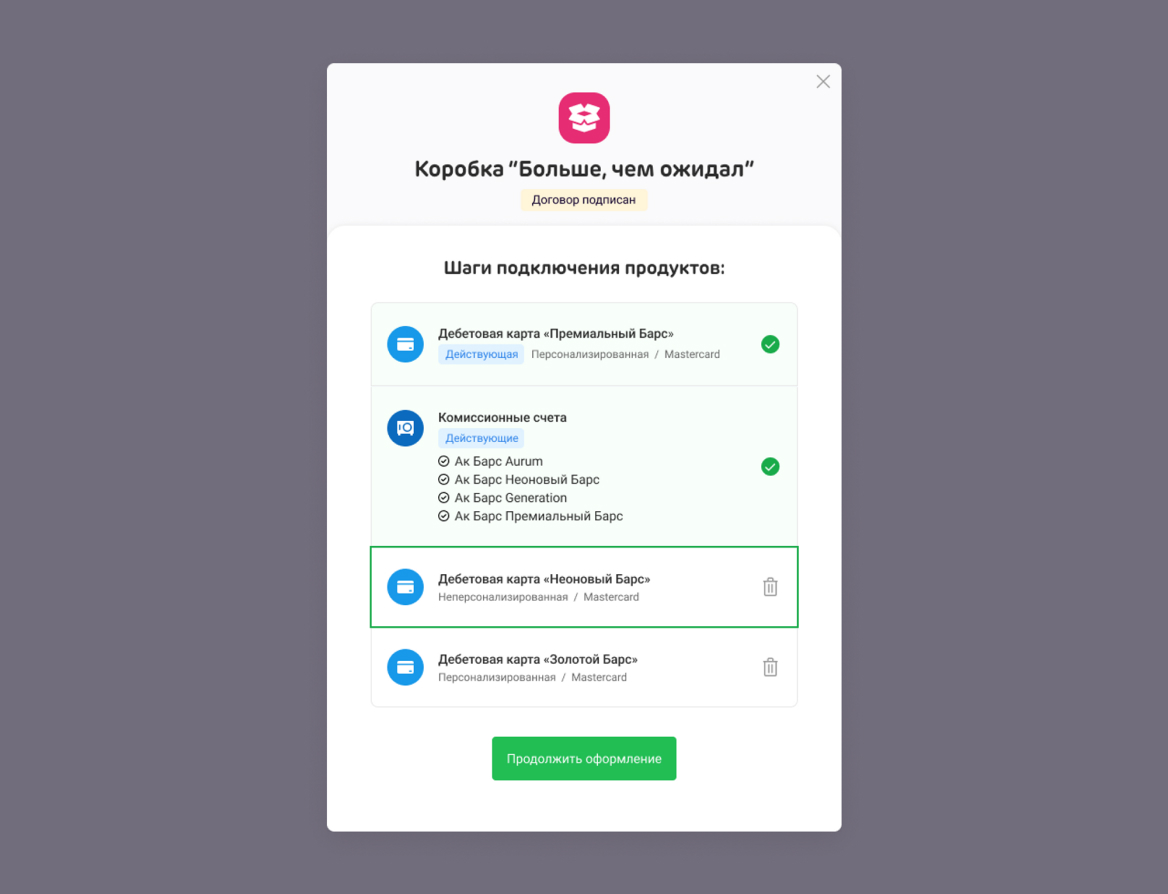 Коробка "Больше, чем ожидал"
Договор подписан
Шаги подключения продуктов:
Дебетовая карта «Премиальный Барс»
Действующая Персонализированная / Mastercard
Комиссионные счета
Действующие
Ак Барс Aurum
Ак Барс Неоновый Барс
Ак Барс Generation
Ак Барс Премиальный Барс
Дебетовая карта «Неоновый Барс»
Неперсонализированная / Mastercard
Дебетовая карта «Золотой Барс»
Персонализированная / Mastercard
Продолжить оформление